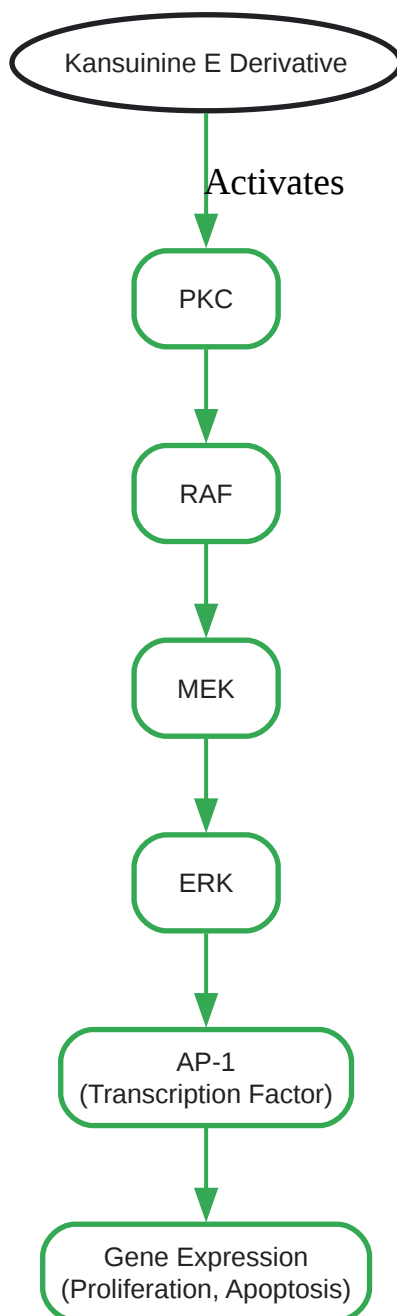 Kansuinine E Derivative
Activates
PKC
RAF
MEK
ERK
AP-1
(Transcription Factor)
Gene Expression
(Proliferation, Apoptosis)